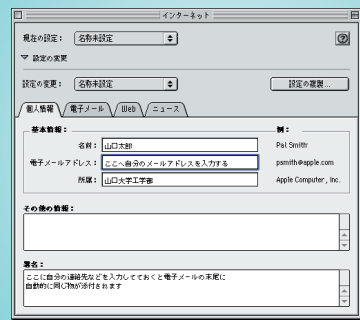 インターネット
現在の設定： 名称未設定
設定の変更
設定の変更： 名称未設定 設定の複製...
個人情報 電子メール Web ニュース
基本情報： 例：
名前： 山口太郎 Pal Smithr
電子メールアドレス： ここへ自分のメールアドレスを入力する psmith@apple.com
所属： 山口大学工学部 Apple Computer, Inc.
その他の情報：
署名：
ここに自分の連絡先などを入力してておくと電子メールの末尾に
自動的に同じ物が添付されます